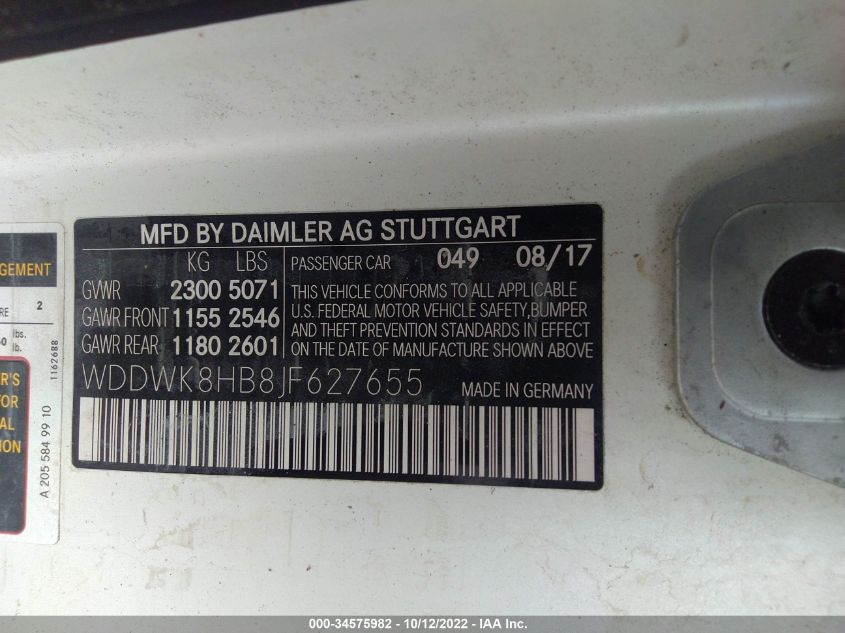 MFD BY DAIMLER AG STUTTGART
KG LBS
GVWR 2300 5071
GAWR FRONT 1155 2546
GAWR REAR 1180 2601
PASSENGER CAR 049 08/17
THIS VEHICLE CONFORMS TO ALL APPLICABLE
U.S. FEDERAL MOTOR VEHICLE SAFETY,BUMPER
AND THEFT PREVENTION STANDARDS IN EFFECT
ON THE DATE OF MANUFACTURE SHOWN ABOVE
WDDWK8HB8JF627655 MADE IN GERMANY
2
lbs.
lb.
1162688
A 205 584 99 10
000-34575982 - 10/12/2022 - IAA Inc.